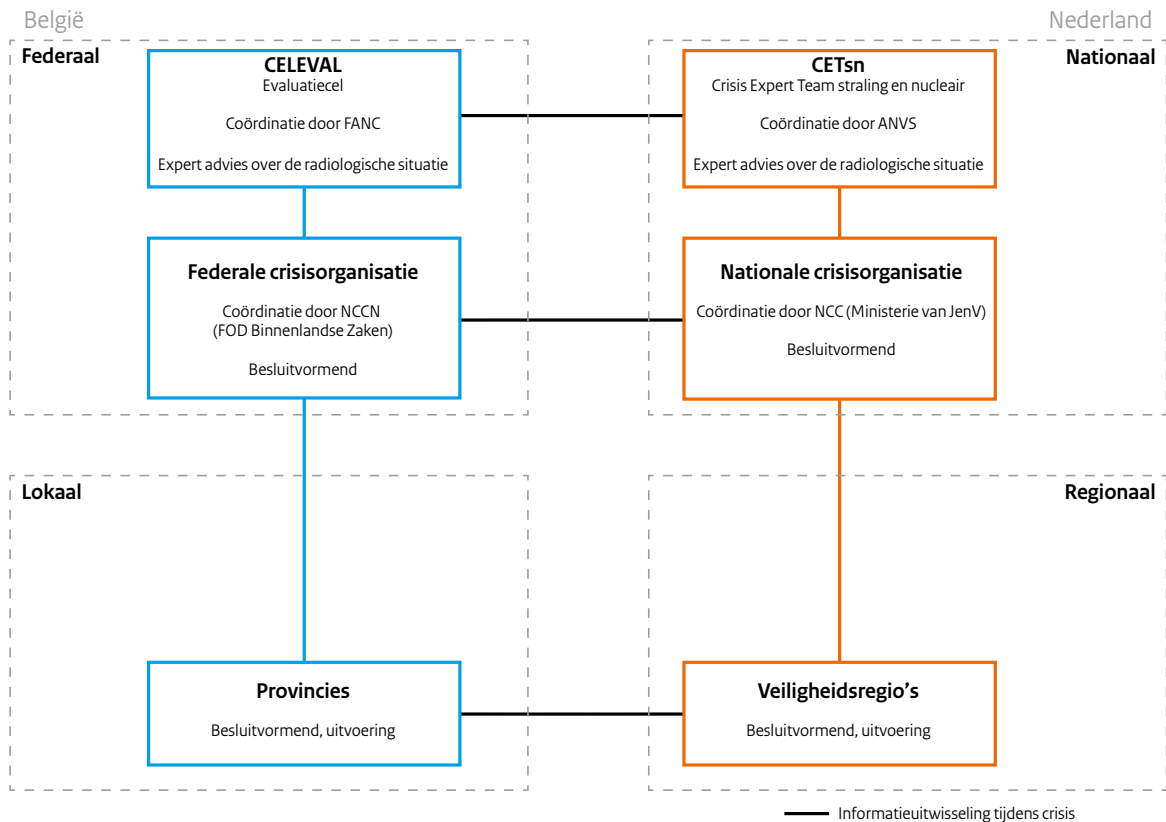 België
Nederland
Federaal
Nationaal
CELEVAL
Evaluatiecel
Coördinatie door FANC
Expert advies over de radiologische situatie
CETsn
Crisis Expert Team straling en nucleair
Coördinatie door ANVS
Expert advies over de radiologische situatie
Federale crisisorganisatie
Coördinatie door NCCN
(FOD Binnenlandse Zaken)
Besluitvormend
Nationale crisisorganisatie
Coördinatie door NCC (Ministerie van JenV)
Besluitvormend
Lokaal
Regionaal
Provincies
Besluitvormend, uitvoering
Veiligheidsregio's
Besluitvormend, uitvoering
Informatieuitwisseling tijdens crisis